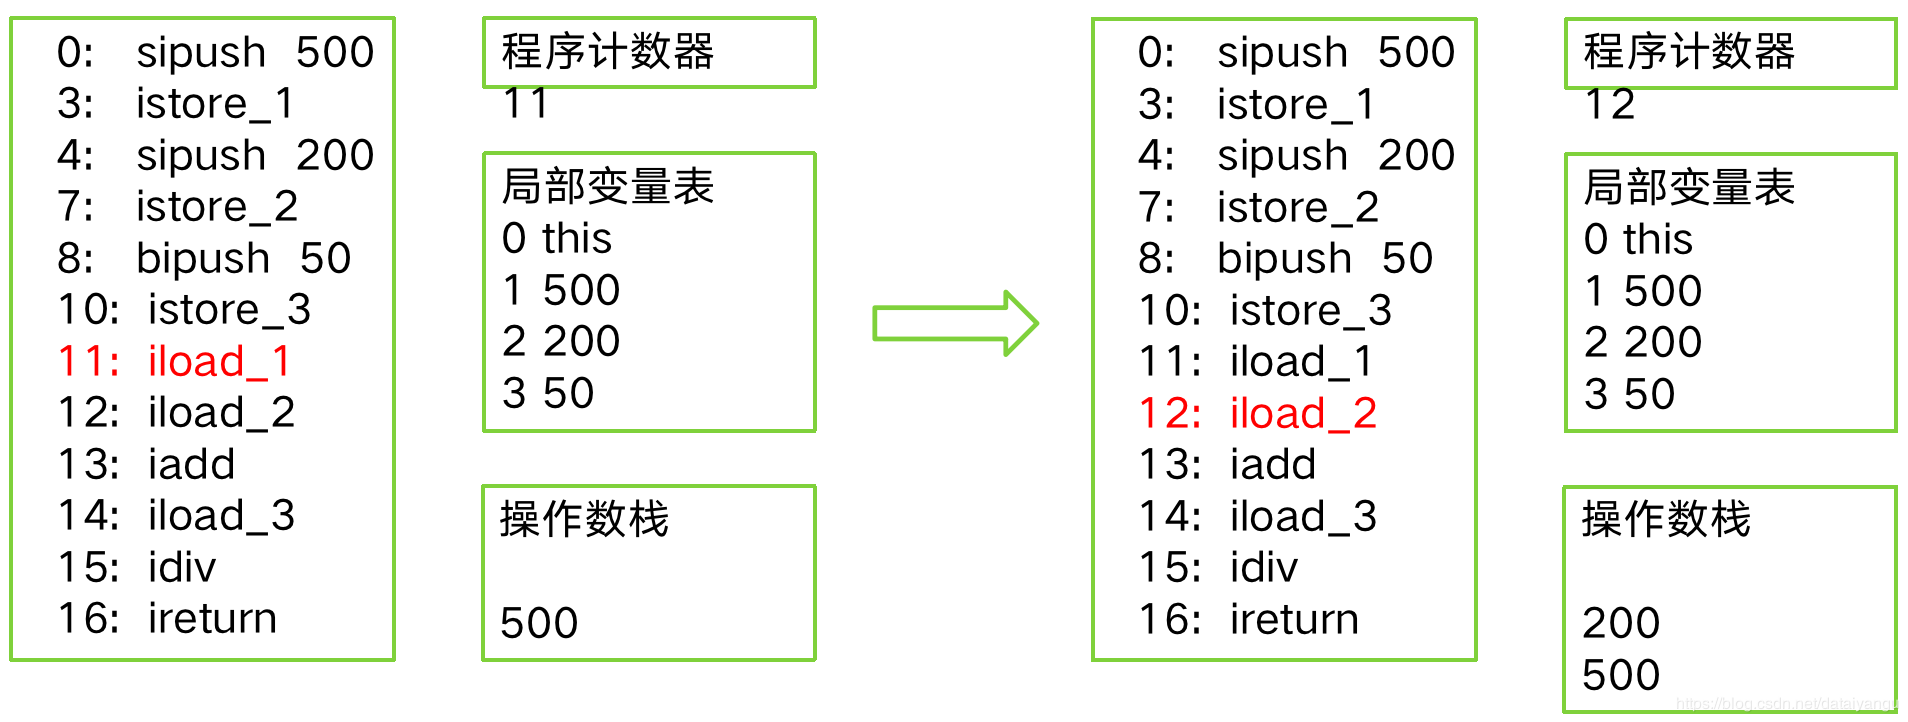 0: sipush 500
3: istore_1
4: sipush 200
7: istore_2
8: bipush 50
10: istore_3
11: iload_1
12: iload_2
13: iadd
14: iload_3
15: idiv
16: ireturn
程序计数器
11
局部变量表
0 this
1 500
2 200
3 50
操作数栈
500
0: sipush 500
3: istore_1
4: sipush 200
7: istore_2
8: bipush 50
10: istore_3
11: iload_1
12: iload_2
13: iadd
14: iload_3
15: idiv
16: ireturn
程序计数器
12
局部变量表
0 this
1 500
2 200
3 50
操作数栈
200
500
https://blog.csdn.net/dataiyangu